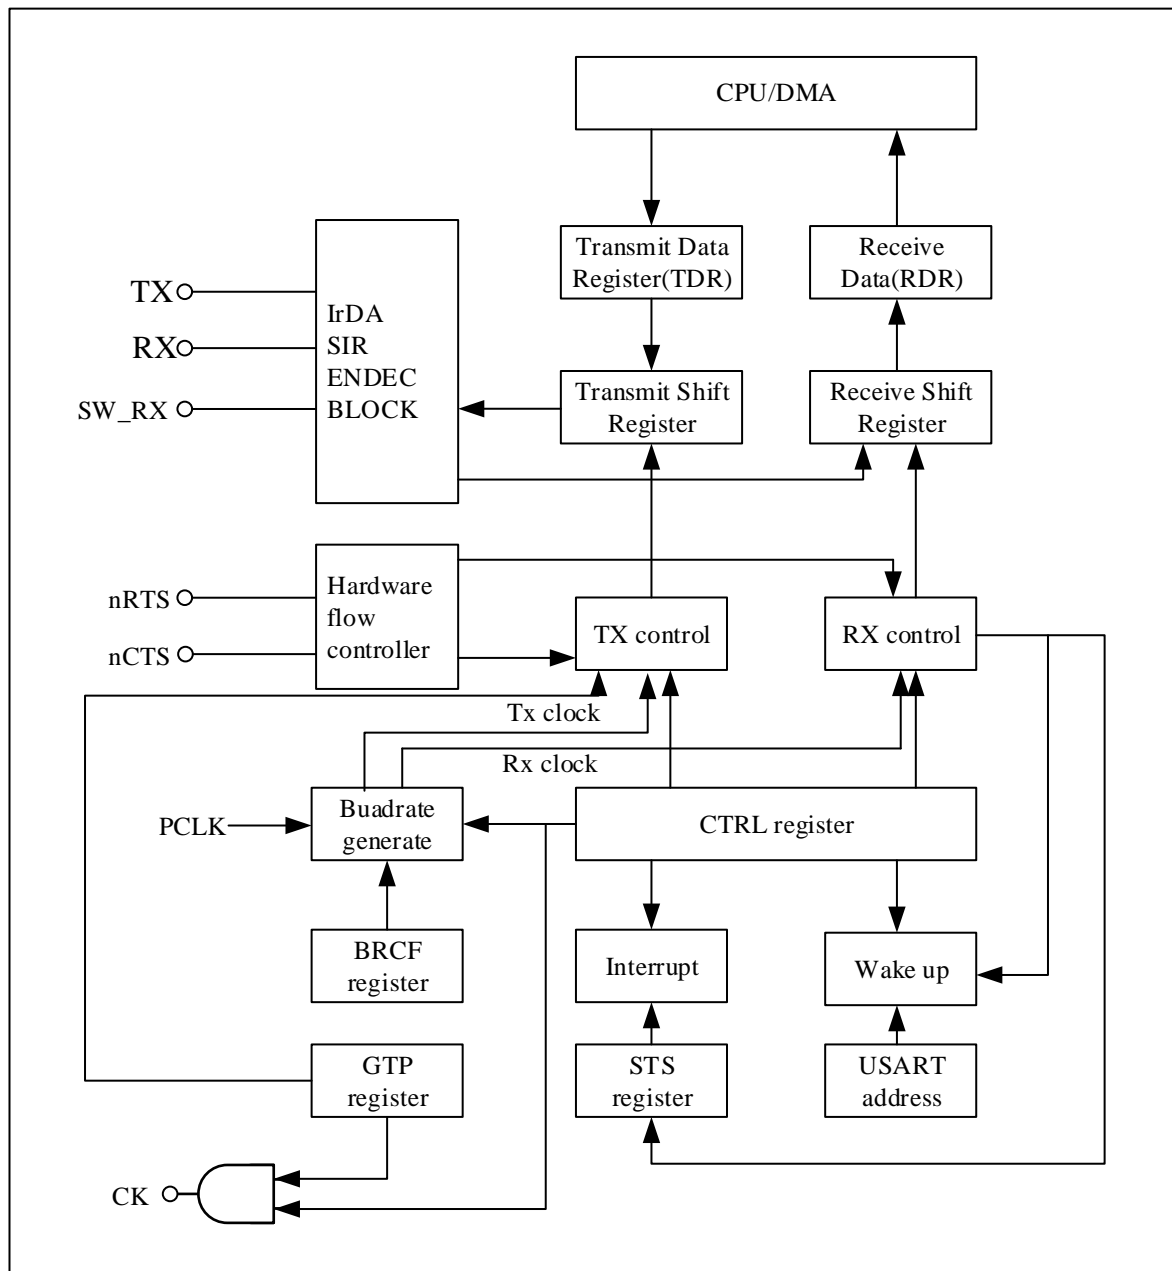 CPU/DMA
Transmit Data
Register(TDR)
Receive
Data(RDR)
TX
RX
SW_RX
IrDA
SIR
ENDEC
BLOCK
Transmit Shift
Register
Receive Shift
Register
nRTS
nCTS
Hardware
flow
controller
TX control
RX control
Tx clock
Rx clock
PCLK
Buadrate
generate
CTRL register
BRCF
register
Interrupt
Wake up
GTP
register
STS
register
USART
address
CK